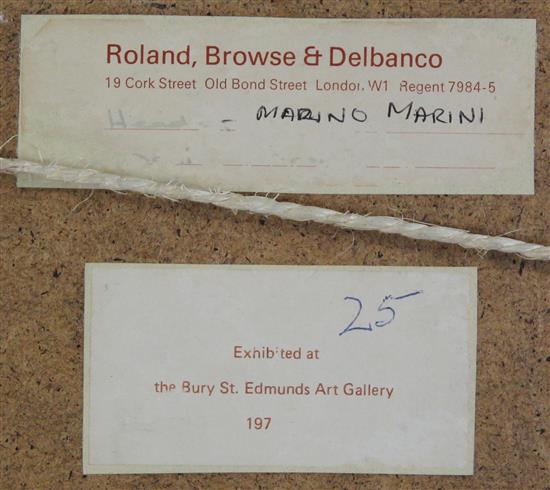 Roland, Browse & Delbanco
19 Cork Street Old Bond Street London, W1 Regent 7984-5
- MARINO MARINI
25
Exhibited at
the Bury St. Edmunds Art Gallery
197